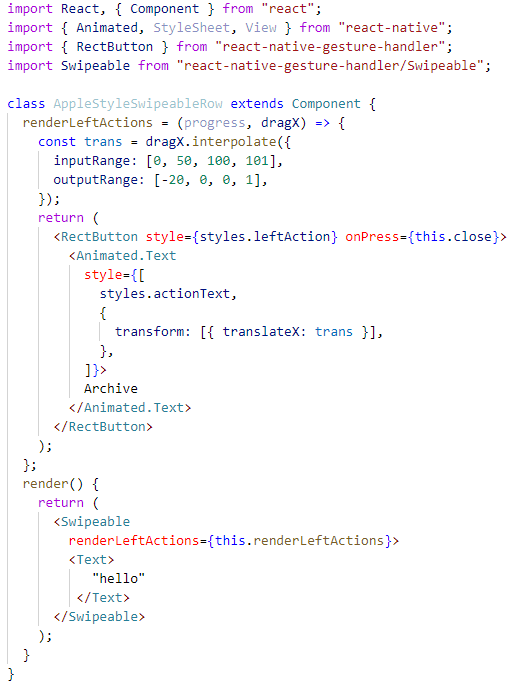 import React, { Component } from "react";
import { Animated, StyleSheet, View } from "react-native";
import { RectButton } from "react-native-gesture-handler";
import Swipeable from "react-native-gesture-handler/Swipeable";

class AppleStyleSwipeableRow extends Component {
  renderLeftActions = (progress, dragX) => {
    const trans = dragX.interpolate({
      inputRange: [0, 50, 100, 101],
      outputRange: [-20, 0, 0, 1],
    });
    return (
      <RectButton style={styles.leftAction} onPress={this.close}>
        <Animated.Text
          style={[
            styles.actionText,
            {
              transform: [{ translateX: trans }],
            },
          ]}>
          Archive
        </Animated.Text>
      </RectButton>
    );
  };
  render() {
    return (
      <Swipeable
        renderLeftActions={this.renderLeftActions}>
        <Text>
           "hello"
         </Text>
      </Swipeable>
    );
  }
}